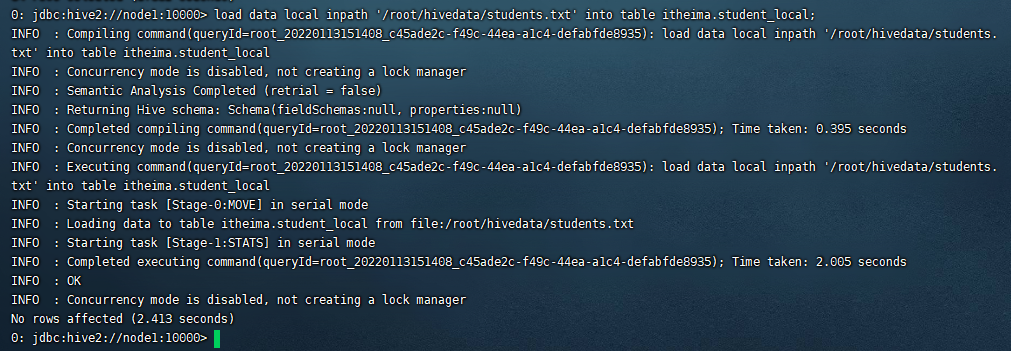 0: jdbc:hive2://node1:10000> load data local inpath '/root/hivedata/students.txt' into table itheima.student_local;
INFO  : Compiling command(queryId=root_20220113151408_c45ade2c-f49c-44ea-a1c4-defabfde8935): load data local inpath '/root/hivedata/students.
txt' into table itheima.student_local
INFO  : Concurrency mode is disabled, not creating a lock manager
INFO  : Semantic Analysis Completed (retrial = false)
INFO  : Returning Hive schema: Schema(fieldSchemas:null, properties:null)
INFO  : Completed compiling command(queryId=root_20220113151408_c45ade2c-f49c-44ea-a1c4-defabfde8935); Time taken: 0.395 seconds
INFO  : Concurrency mode is disabled, not creating a lock manager
INFO  : Executing command(queryId=root_20220113151408_c45ade2c-f49c-44ea-a1c4-defabfde8935): load data local inpath '/root/hivedata/students.
txt' into table itheima.student_local
INFO  : Starting task [Stage-0:MOVE] in serial mode
INFO  : Loading data to table itheima.student_local from file:/root/hivedata/students.txt
INFO  : Starting task [Stage-1:STATS] in serial mode
INFO  : Completed executing command(queryId=root_20220113151408_c45ade2c-f49c-44ea-a1c4-defabfde8935); Time taken: 2.005 seconds
INFO  : OK
INFO  : Concurrency mode is disabled, not creating a lock manager
No rows affected (2.413 seconds)
0: jdbc:hive2://node1:10000>